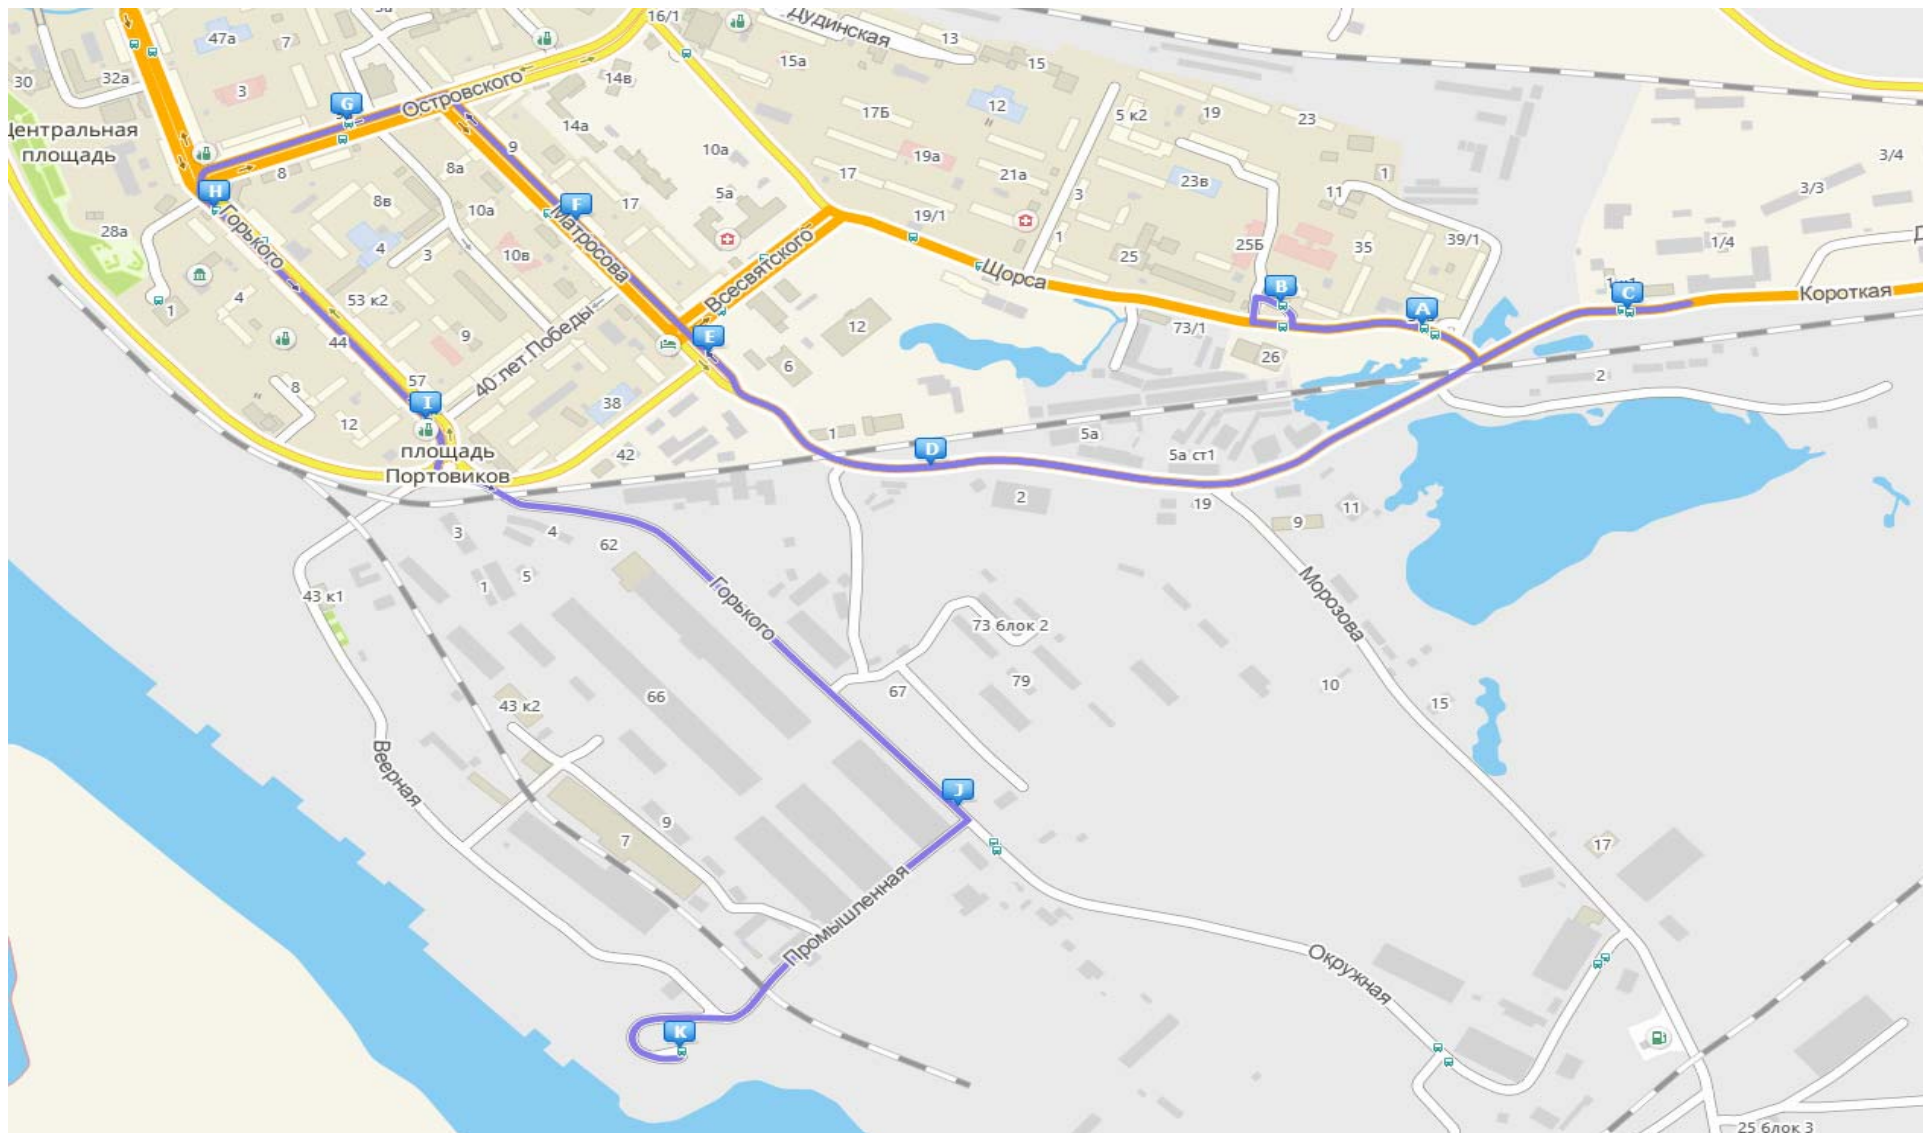 16/1
Дудинская
47а
7
13
15а
15
30
32а
3
14в
Островского
G
12
17Б
5 к2
19
23
Центральная
площадь
14а
9
10а
19а
3/4
8
8а
17
21а
23в
1
11
3/3
H
8в
5а
3
F
17
10а
19/1
Горького
28а
Матросова
Всесвятского
1
25Б
35
39/1
1/4
4
3
10в
25
Щорса
B
C
Короткая
4
53 к2
1
40 лет Победы
9
44
12
73/1
A
E
26
6
8
57
38
2
I
12
1
5а
площадь
Портовиков
42
D
5а ст1
2
19
11
9
3
4
62
1
5
43 к1
Горького
Морозова
73 блок 2
66
67
79
10
15
43 к2
Веерная
J
9
7
17
Промышленная
Окружная
K
25 блок 3